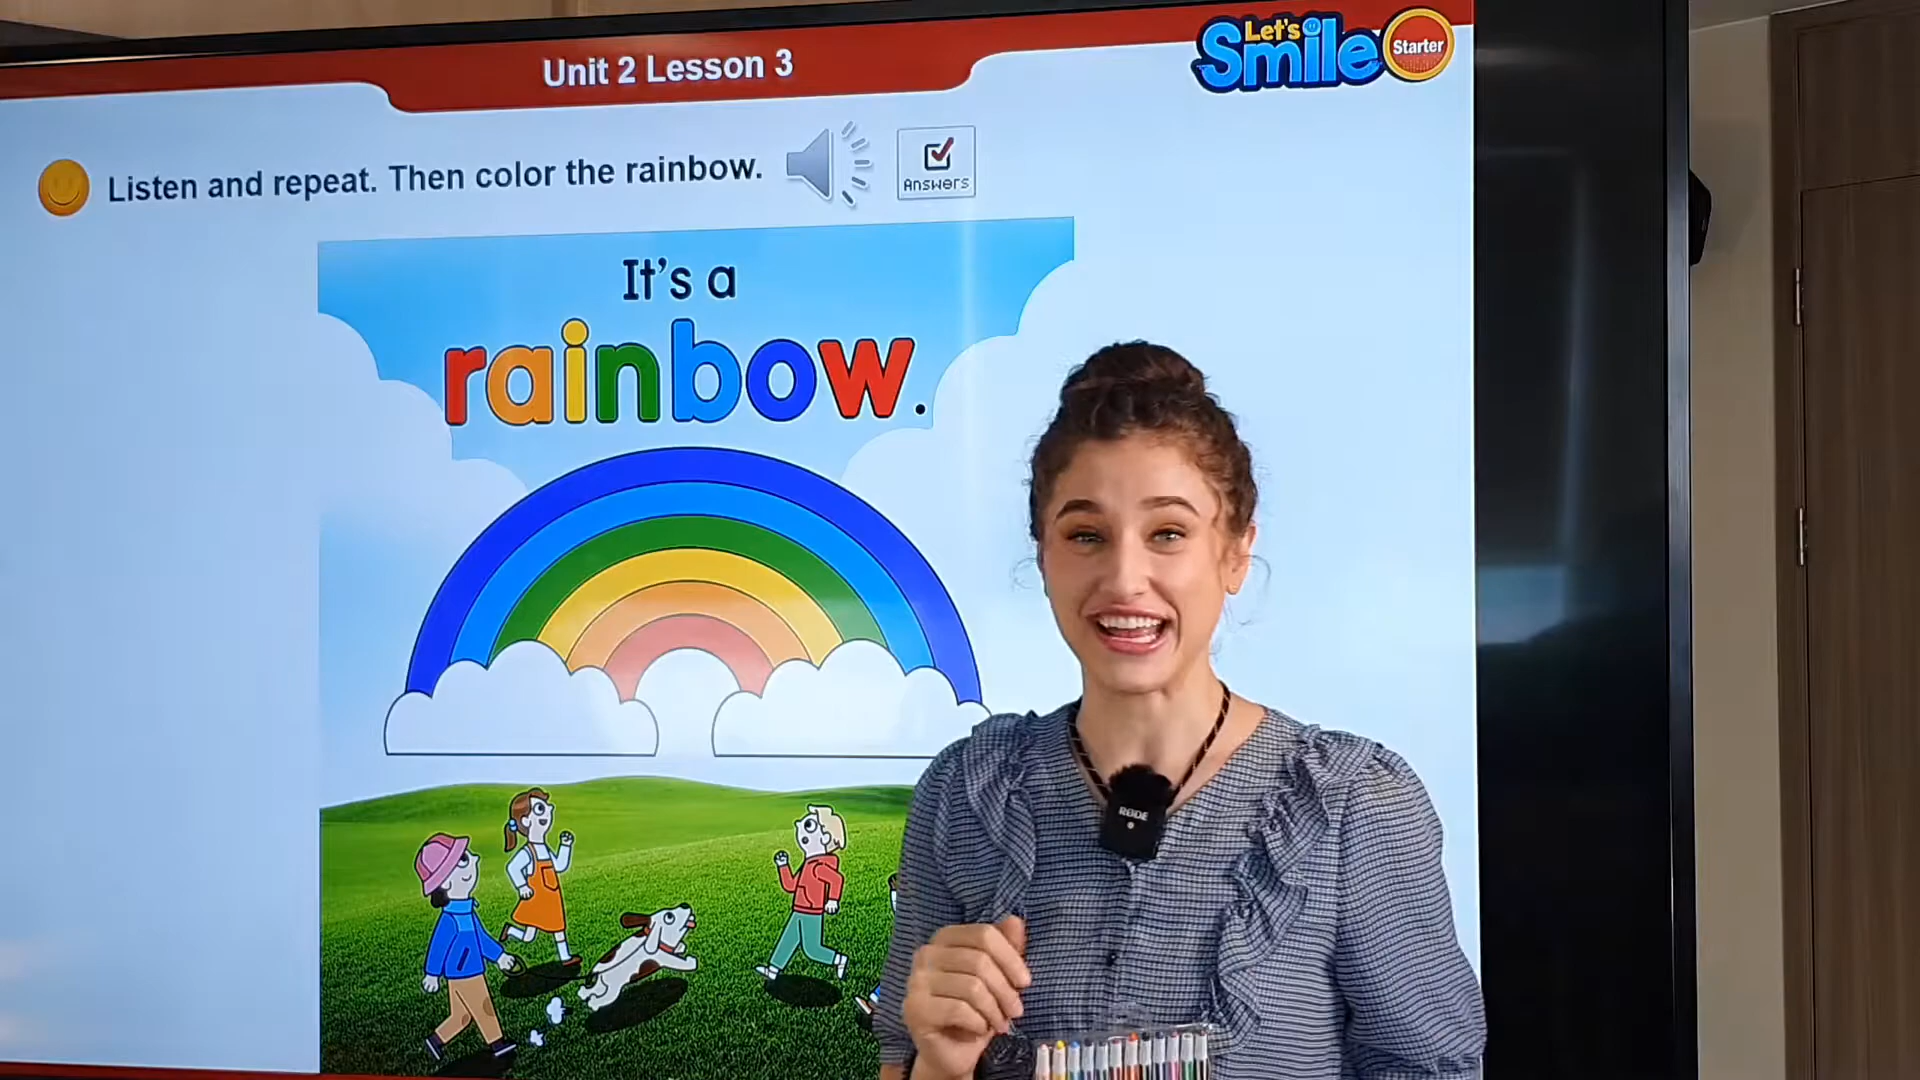 Unit 2 Lesson 3
Let's
Smile
Starter
Listen and repeat. Then color the rainbow.
Answers
It's a
rainbow.
RØDE